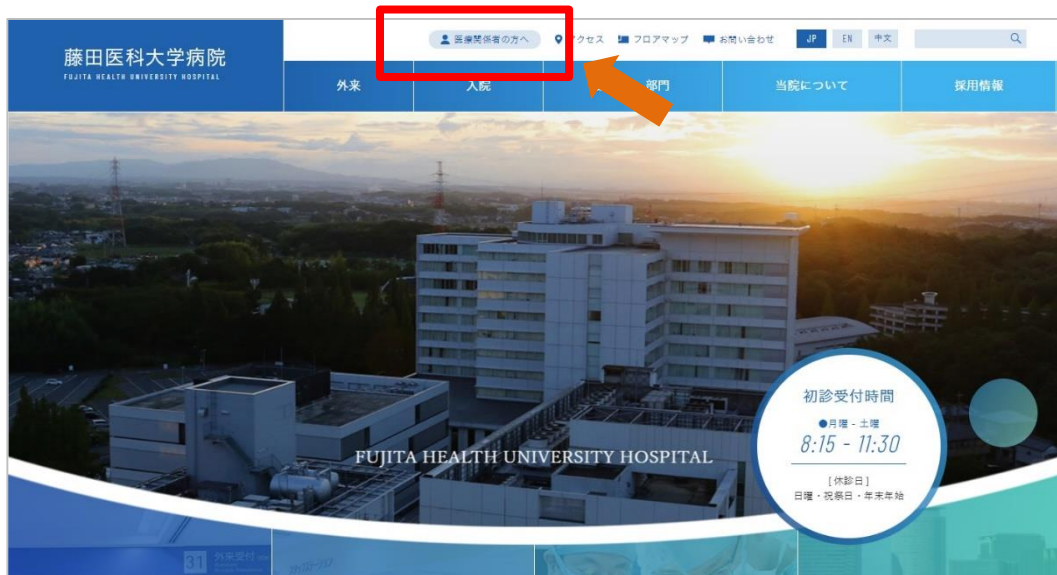 藤田医科大学病院
FUJITA HEALTH UNIVERSITY HOSPITAL
医療関係者の方へ
クセス
フロアマップ
お問い合わせ
JP
EN
中文
外来
入院
部門
当院について
採用情報
FUJITA HEALTH UNIVERSITY HOSPITAL
初診受付時間
●月曜 - 土曜
8:15 - 11:30
[休診日]
日曜・祝祭日・年末年始
31
外来受付